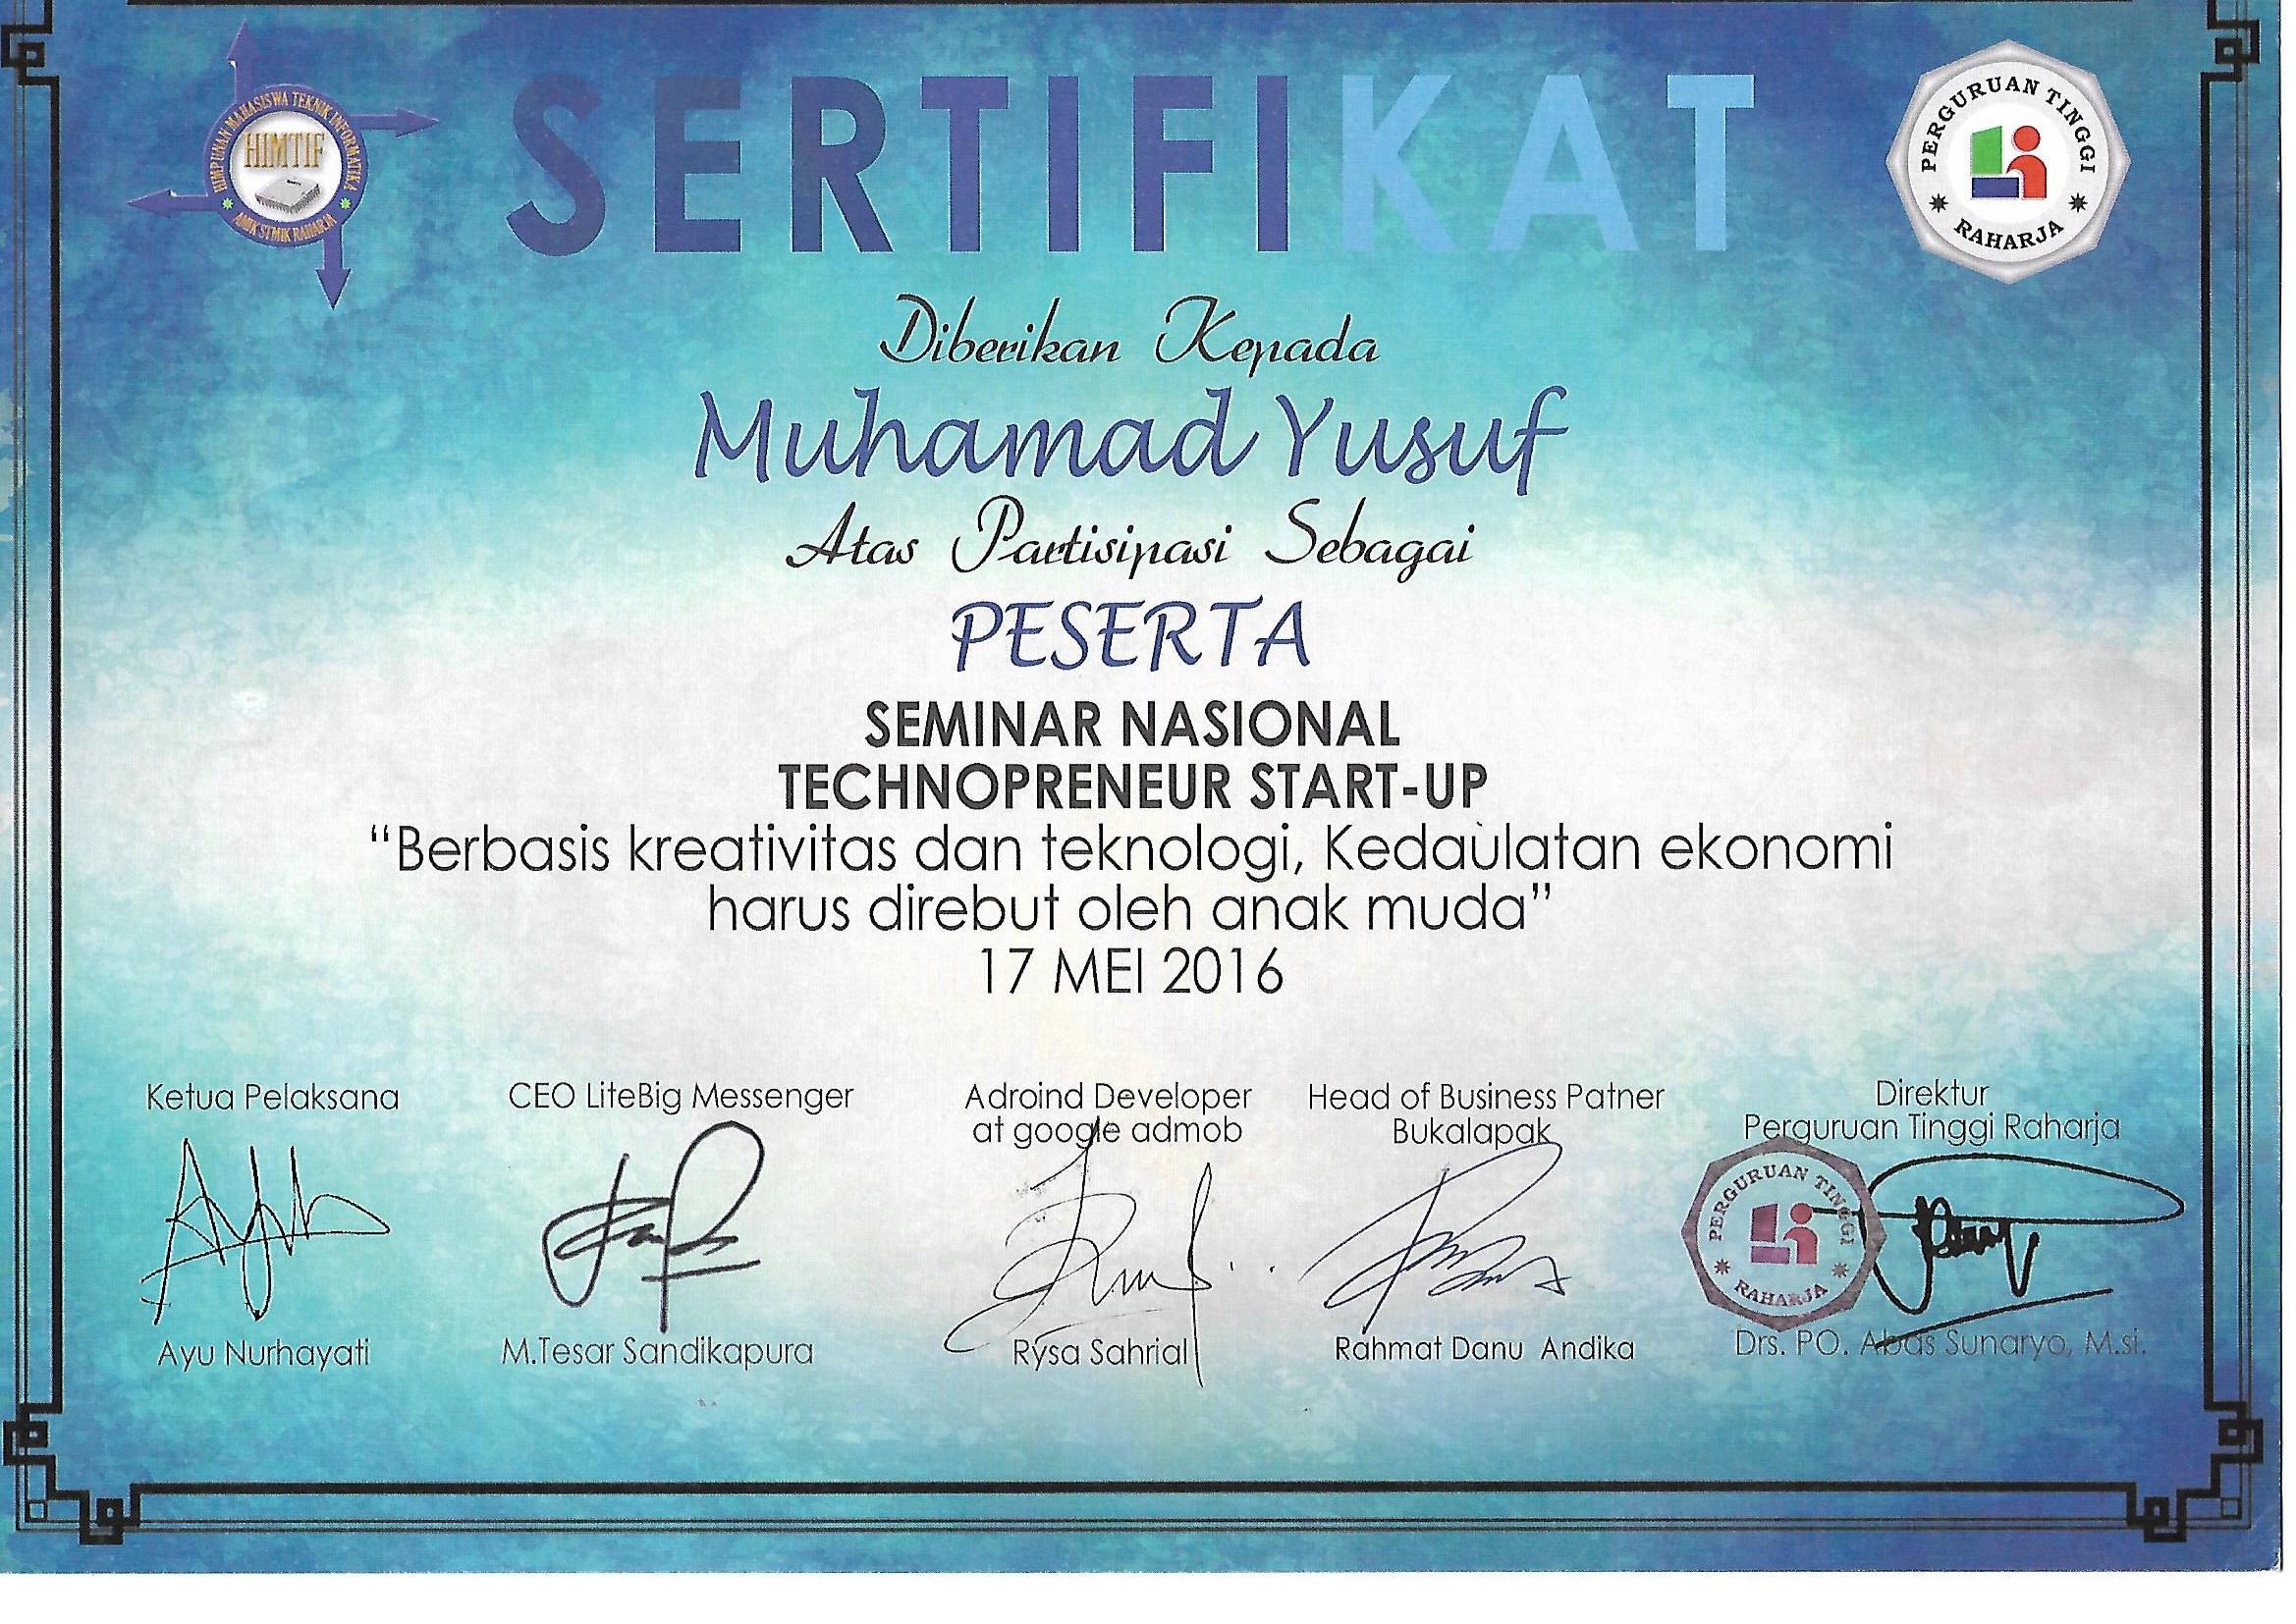 HIMPUNAN MAHASISWA TEKNIK INFORMATIKA
HIMTIF
AMIK STMIK RAHARJA
SERTIFIKAT
PERGURUAN TINGGI
RAHARJA
Diberikan Kepada
Muhamad Yusuf
Atas Partisipasi Sebagai
PESERTA
SEMINAR NASIONAL
TECHNOPRENEUR START-UP
“Berbasis kreativitas dan teknologi, Kedaulatan ekonomi
harus direbut oleh anak muda”
17 MEI 2016
Ketua Pelaksana
Ayu Nurhayati
CEO LiteBig Messenger
M.Tesar Sandikapura
Adroind Developer
at google admob
Rysa Sahrial
Head of Business Patner
Bukalapak
Rahmat Danu Andika
Direktur
Perguruan Tinggi Raharja
PERGURUAN TINGGI
RAHARJA
Drs. PO. Abas Sunaryo, M.si.